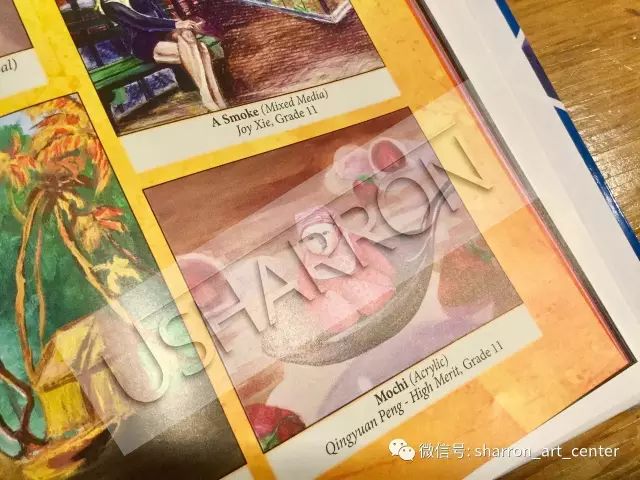 al)
A Smoke (Mixed Media)
Joy Xie, Grade 11
USHARRON
Mochi (Acrylic)
Qingyuan Peng - High Merit, Grade 11
微信号: sharron_art_center